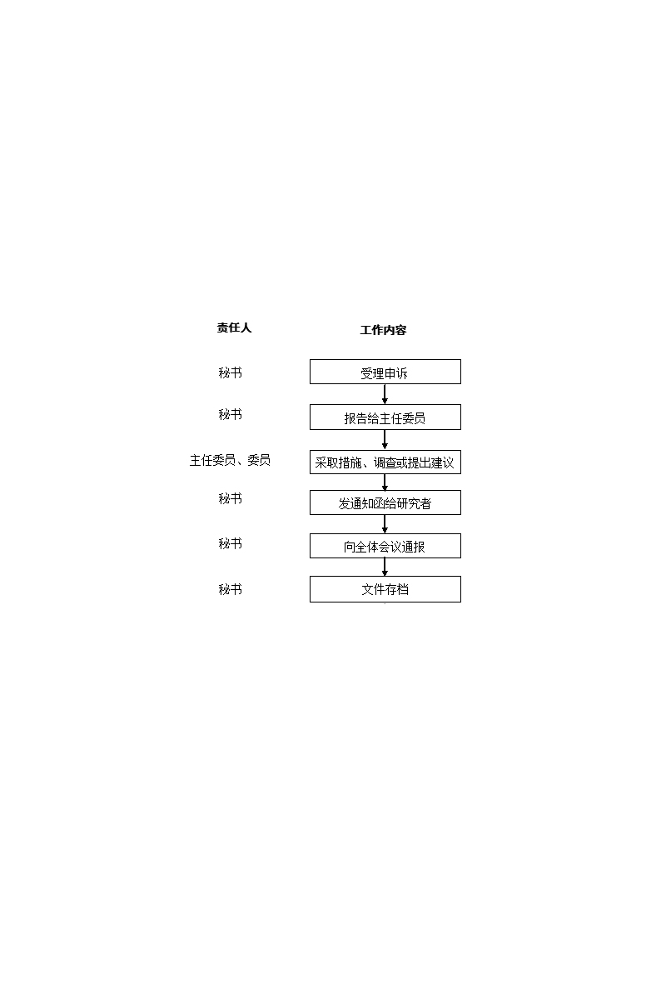 责任人 工作内容
秘书 受理申诉
秘书 报告给主任委员
主任委员、委员 采取措施、调查或提出建议
秘书 发通知函给研究者
秘书 向全体会议通报
秘书 文件存档